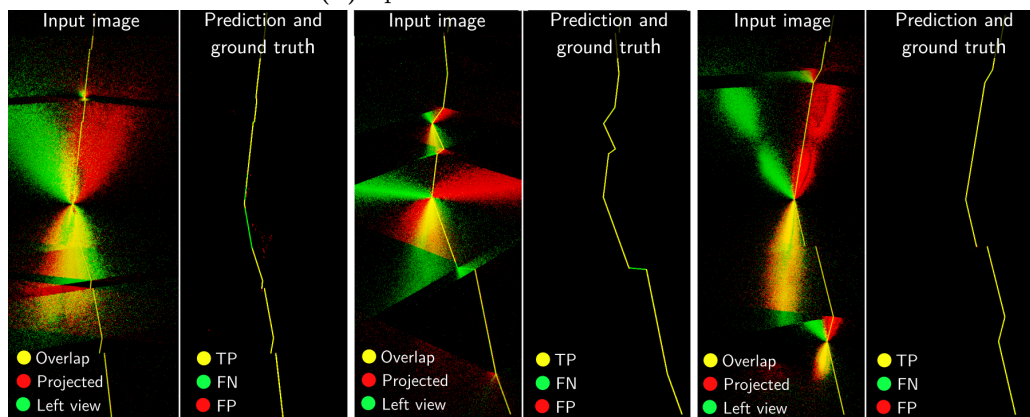 Input image
Prediction and
ground truth
Overlap
Projected
Left view
TP
FN
FP
Input image
Prediction and
ground truth
Overlap
Projected
Left view
TP
FN
FP
Input image
Prediction and
ground truth
Overlap
Projected
Left view
TP
FN
FP